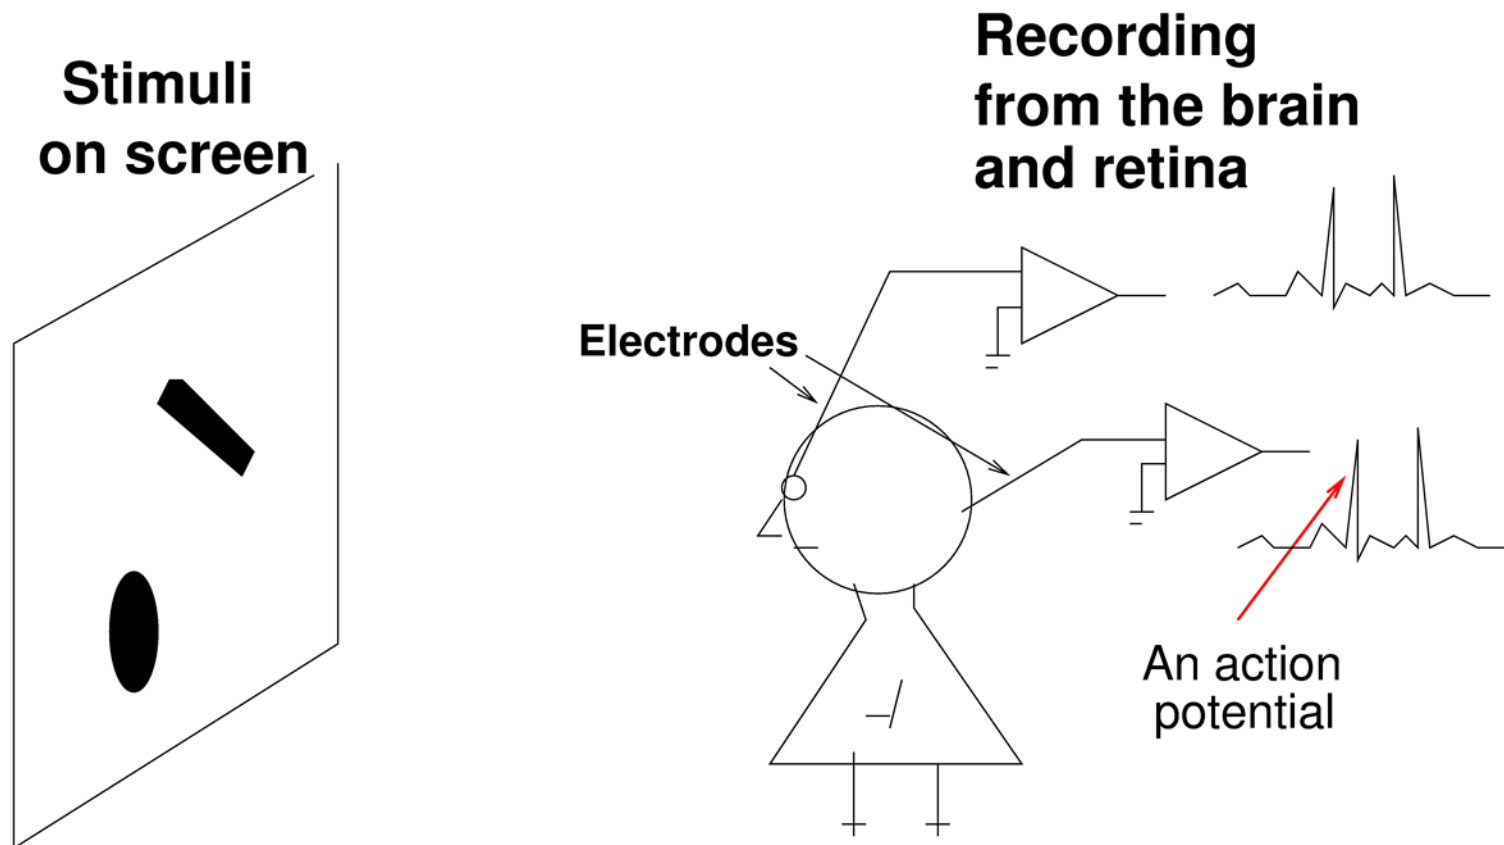 Stimuli
on screen
Recording
from the brain
and retina
Electrodes
An action
potential